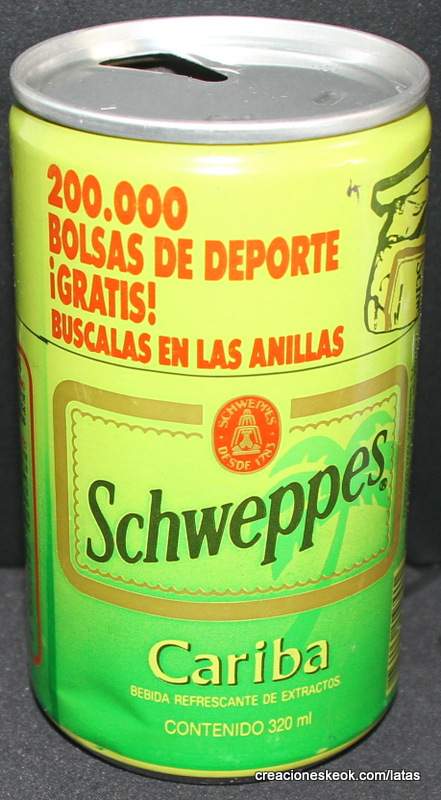 200.000
BOLSAS DE DEPORTE
¡GRATIS!
BUSCALAS EN LAS ANILLAS
SCHWEPPES
DESDE 1783
Schweppes®
Cariba
BEBIDA REFRESCANTE DE EXTRACTOS
CONTENIDO 320 ml
creacioneskeok.com/latas